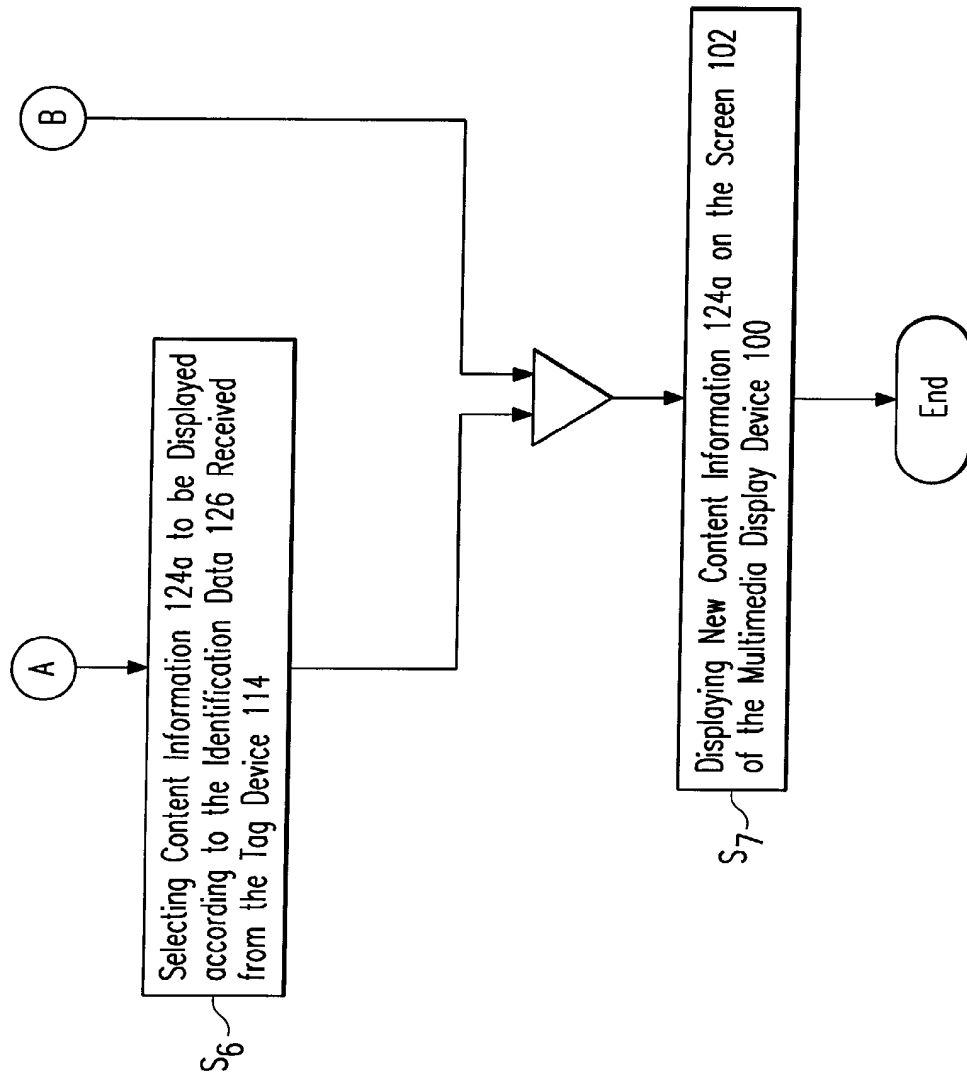 A
B
Selecting Content Information 124a to be Displayed
according to the Identification Data 126 Received
from the Tag Device 114
S6
Displaying New Content Information 124a on the Screen 102
of the Multimedia Display Device 100
S7
End